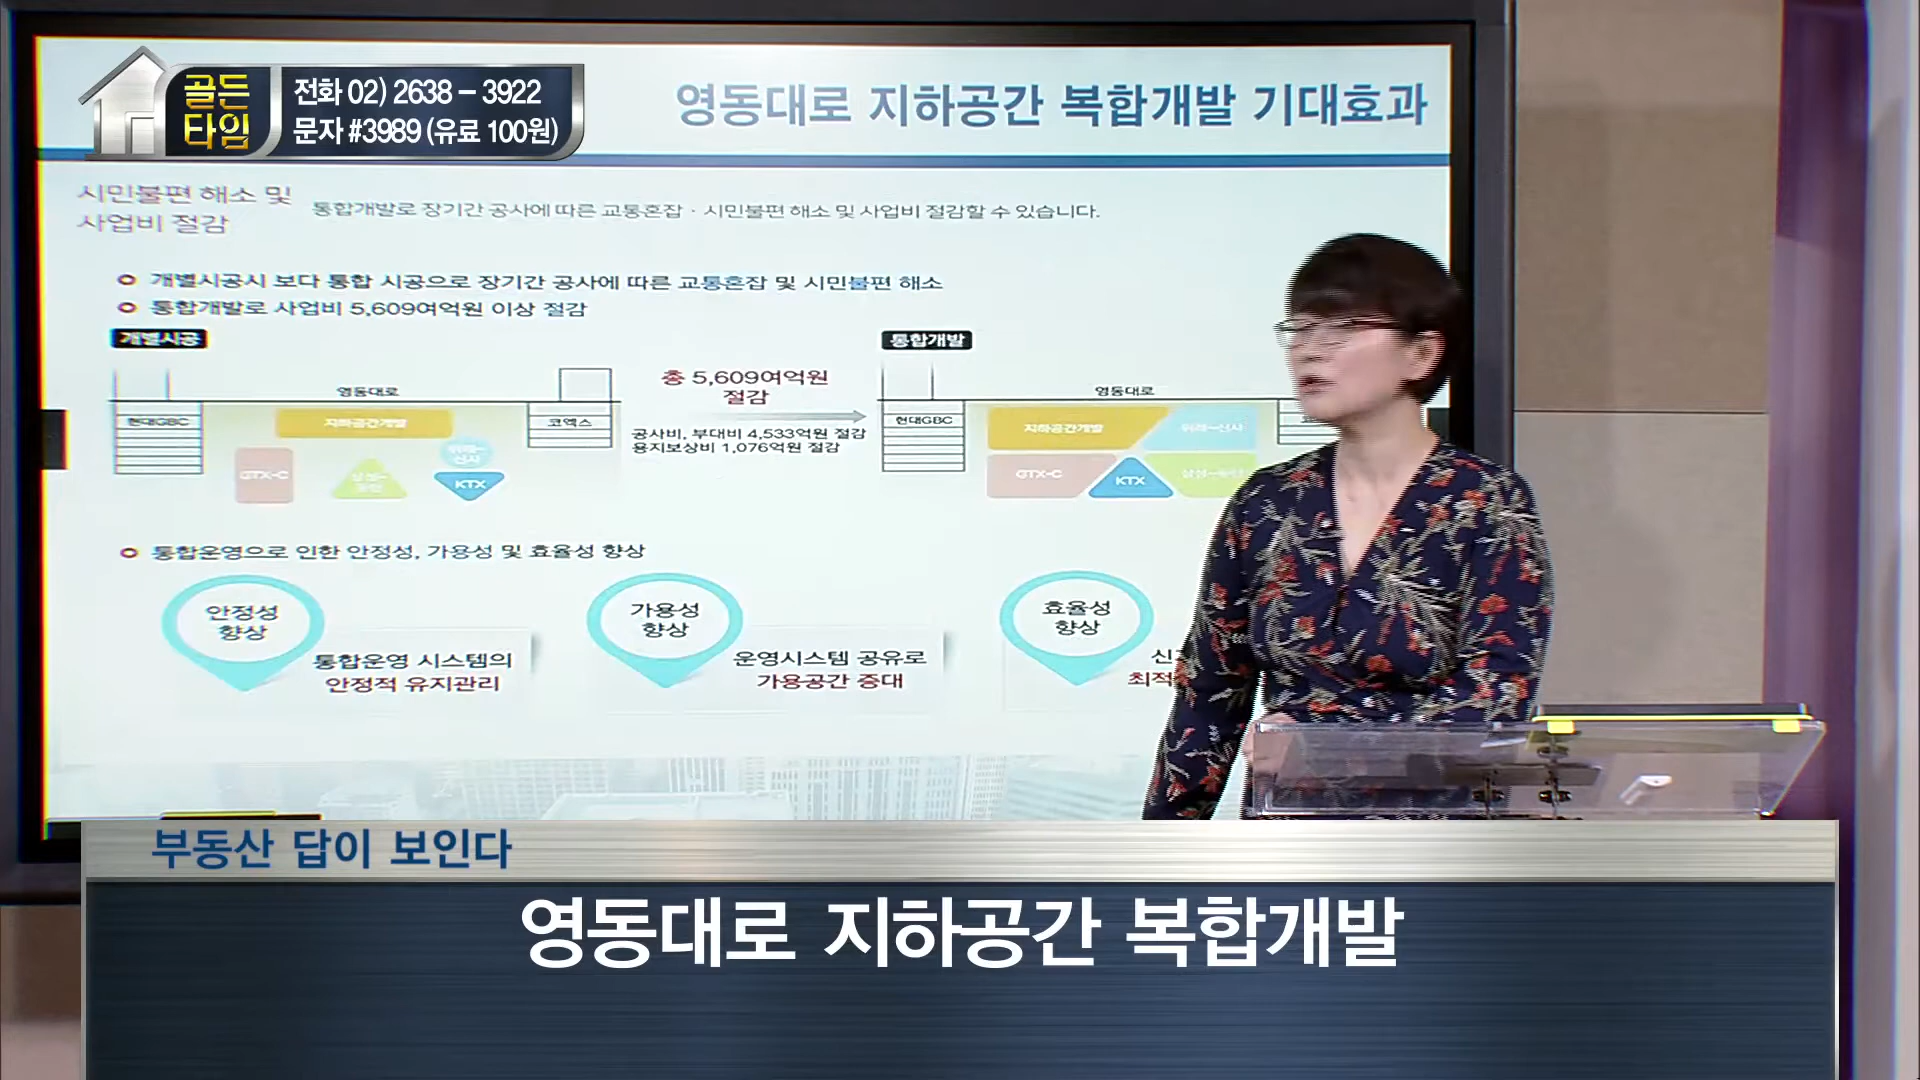 골든
타임
전화 02) 2638 - 3922
문자 #3989 (유료 100원)
영동대로 지하공간 복합개발 기대효과
시민불편 해소 및
사업비 절감
통합개발로 장기간 공사에 따른 교통혼잡 · 시민불편 해소 및 사업비 절감할 수 있습니다.
개별시공시 보다 통합 시공으로 장기간 공사에 따른 교통혼잡 및 시민불편 해소
통합개발로 사업비 5,609여억원 이상 절감
개별시공
영동대로
현대GBC
지하공간개발
코엑스
GTX-C
위례-
신사
KTX
총 5,609여억원
절감
공사비, 부대비 4,533억원 절감
용지보상비 1,076억원 절감
통합개발
영동대로
현대GBC
지하공간개발
위례-신사
GTX-C
KTX
통합운영으로 인한 안정성, 가용성 및 효율성 향상
안정성
향상
통합운영 시스템의
안정적 유지관리
가용성
향상
운영시스템 공유로
가용공간 증대
효율성
향상
신
최적
부동산 답이 보인다
영동대로 지하공간 복합개발